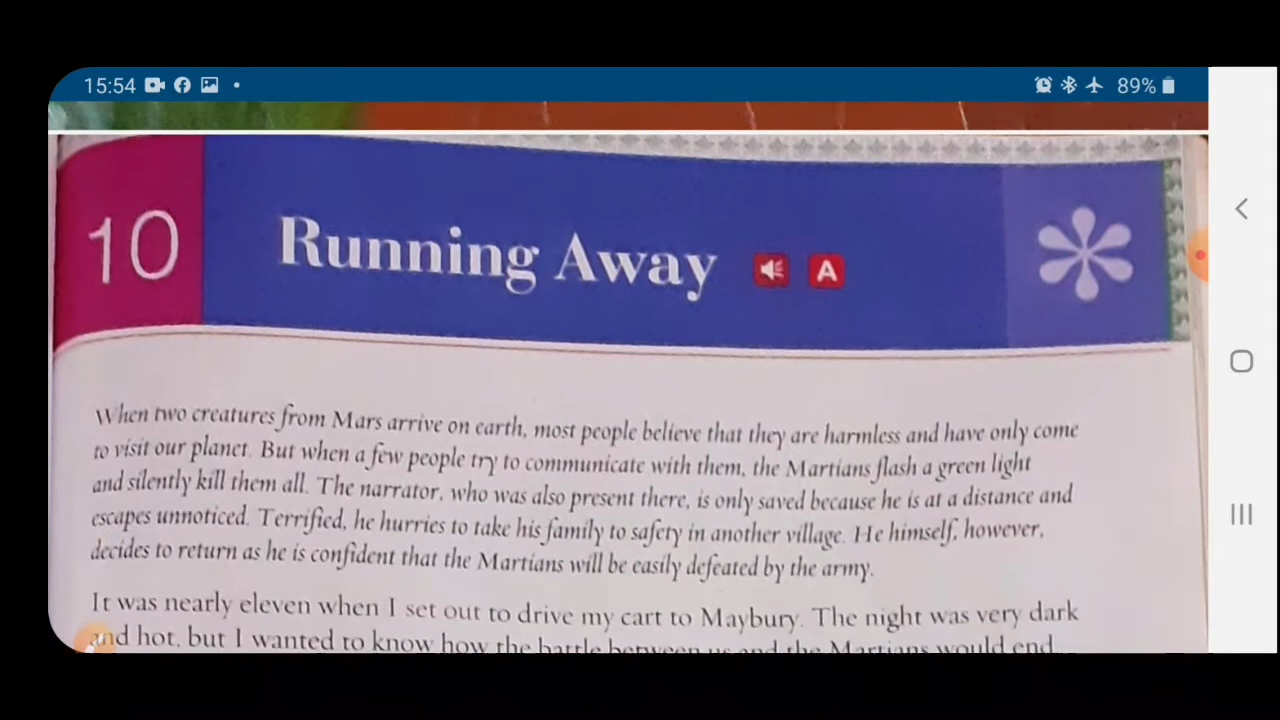 15:54 89%
10 Running Away A
When two creatures from Mars arrive on earth, most people believe that they are harmless and have only come
to visit our planet. But when a few people try to communicate with them, the Martians flash a green light
and silently kill them all. The narrator, who was also present there, is only saved because he is at a distance and
escapes unnoticed. Terrified, he hurries to take his family to safety in another village. He himself, however,
decides to return as he is confident that the Martians will be easily defeated by the army.
It was nearly eleven when I set out to drive my cart to Maybury. The night was very dark
and hot, but I wanted to know how the battle between us and the Martians would end.